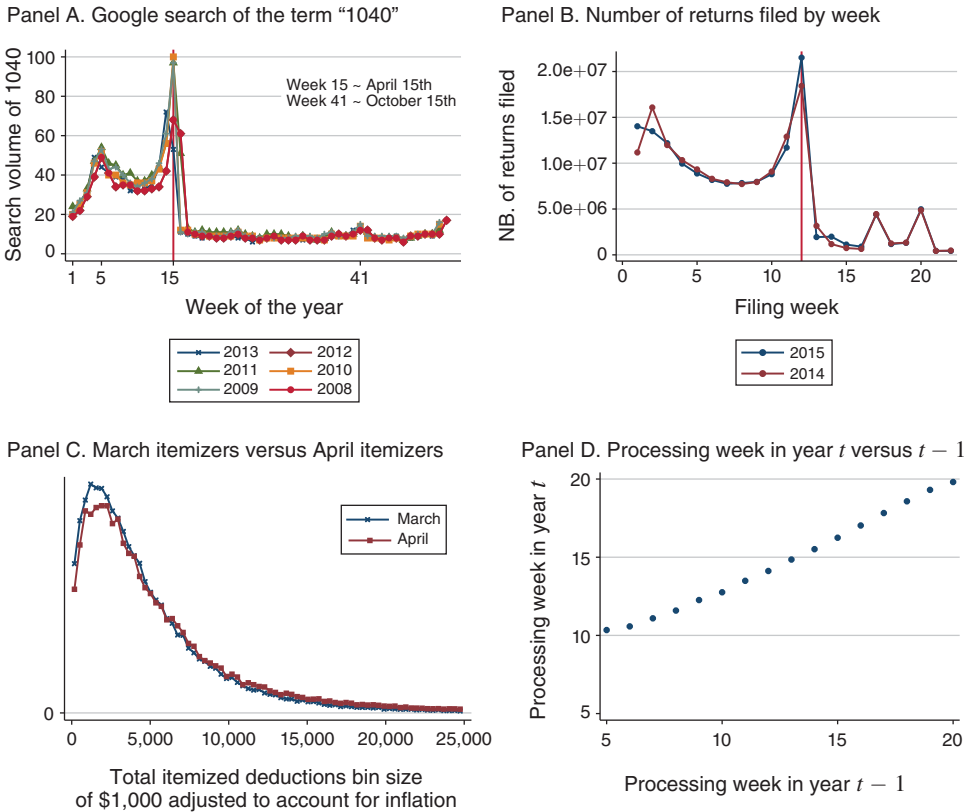 Panel A. Google search of the term “1040”
Search volume of 1040
100
80
60
40
20
0
Week 15 ~ April 15th
Week 41 ~ October 15th
1 5 15 41
Week of the year
2013 2012
2011 2010
2009 2008
Panel B. Number of returns filed by week
NB. of returns filed
2.0e+07
1.5e+07
1.0e+07
5.0e+06
0
0 5 10 15 20
Filing week
2015
2014
Panel C. March itemizers versus April itemizers
March
April
0
0 5,000 10,000 15,000 20,000 25,000
Total itemized deductions bin size
of $1,000 adjusted to account for inflation
Panel D. Processing week in year t versus t − 1
Processing week in year t
20
15
10
5
5 10 15 20
Processing week in year t − 1